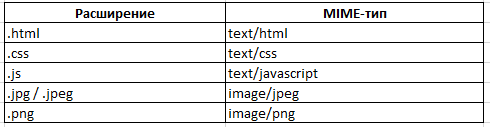 Расширение MIME-тип
.html text/html
.css text/css
.js text/javascript
.jpg / .jpeg image/jpeg
.png image/png